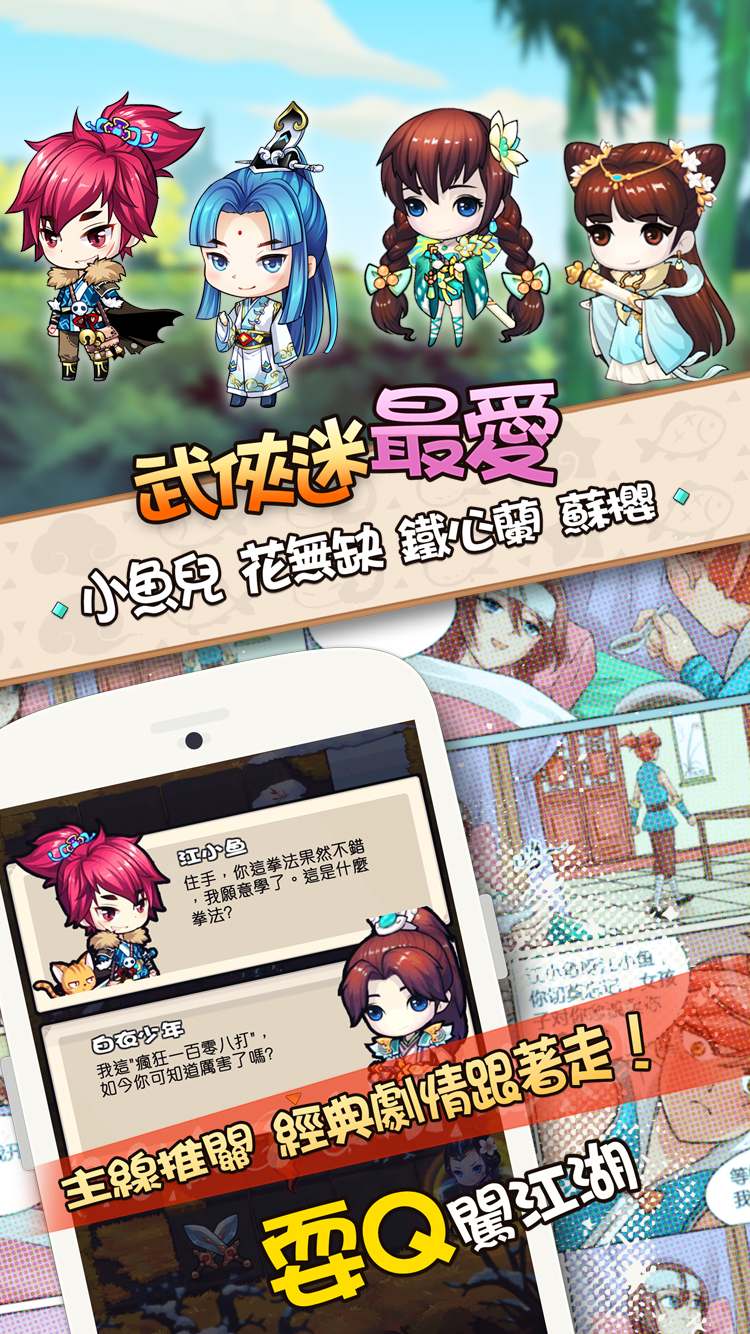 武俠迷最愛
小魚兒 花無缺 鐵心蘭 蘇櫻
江小魚
住手，你這拳法果然不錯
，我願意學了。這是什麼
拳法?
白衣少年
我這"瘋狂一百零八打"，
如今你可知道厲害了嗎?
主線推關 經典劇情跟著走！
耍Q闖江湖